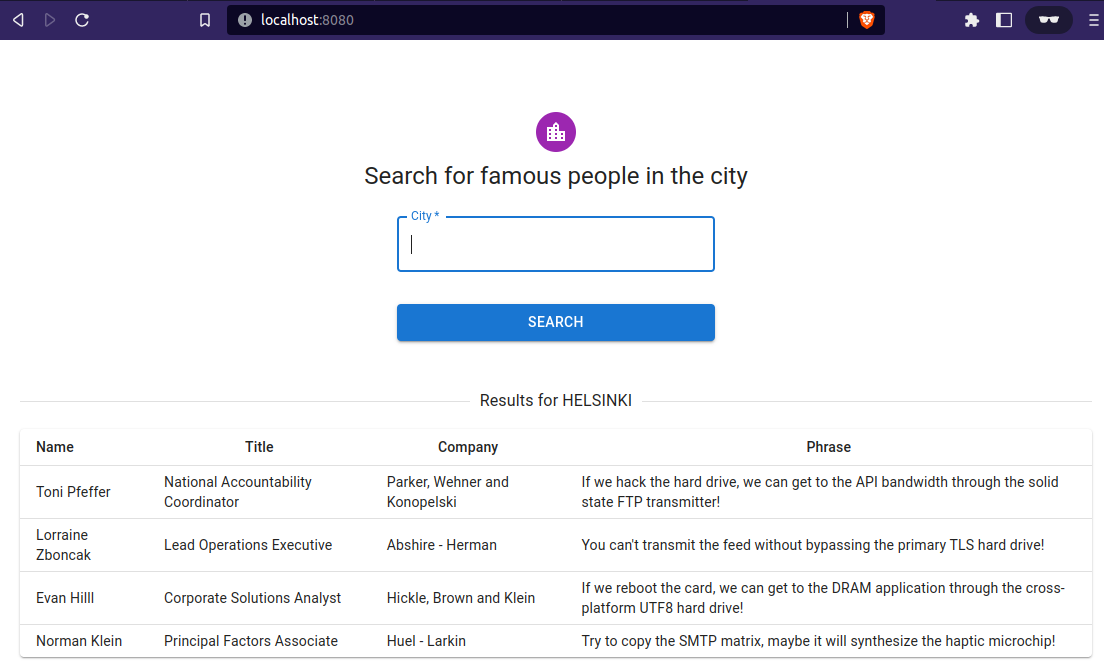 localhost:8080
Search for famous people in the city
City *
SEARCH
Results for HELSINKI
Name Title Company Phrase
Toni Pfeffer National Accountability Coordinator Parker, Wehner and Konopelski If we hack the hard drive, we can get to the API bandwidth through the solid state FTP transmitter!
Lorraine Zboncak Lead Operations Executive Abshire - Herman You can't transmit the feed without bypassing the primary TLS hard drive!
Evan Hilll Corporate Solutions Analyst Hickle, Brown and Klein If we reboot the card, we can get to the DRAM application through the cross-platform UTF8 hard drive!
Norman Klein Principal Factors Associate Huel - Larkin Try to copy the SMTP matrix, maybe it will synthesize the haptic microchip!